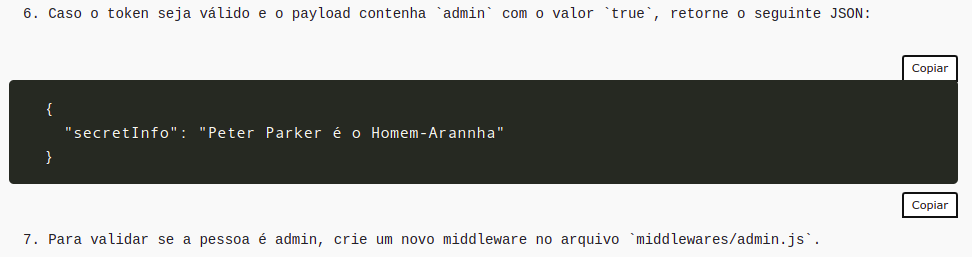 6. Caso o token seja válido e o payload contenha `admin` com o valor `true`, retorne o seguinte JSON:
Copiar
{
"secretInfo": "Peter Parker é o Homem-Arannha"
}
Copiar
7. Para validar se a pessoa é admin, crie um novo middleware no arquivo `middlewares/admin.js`.